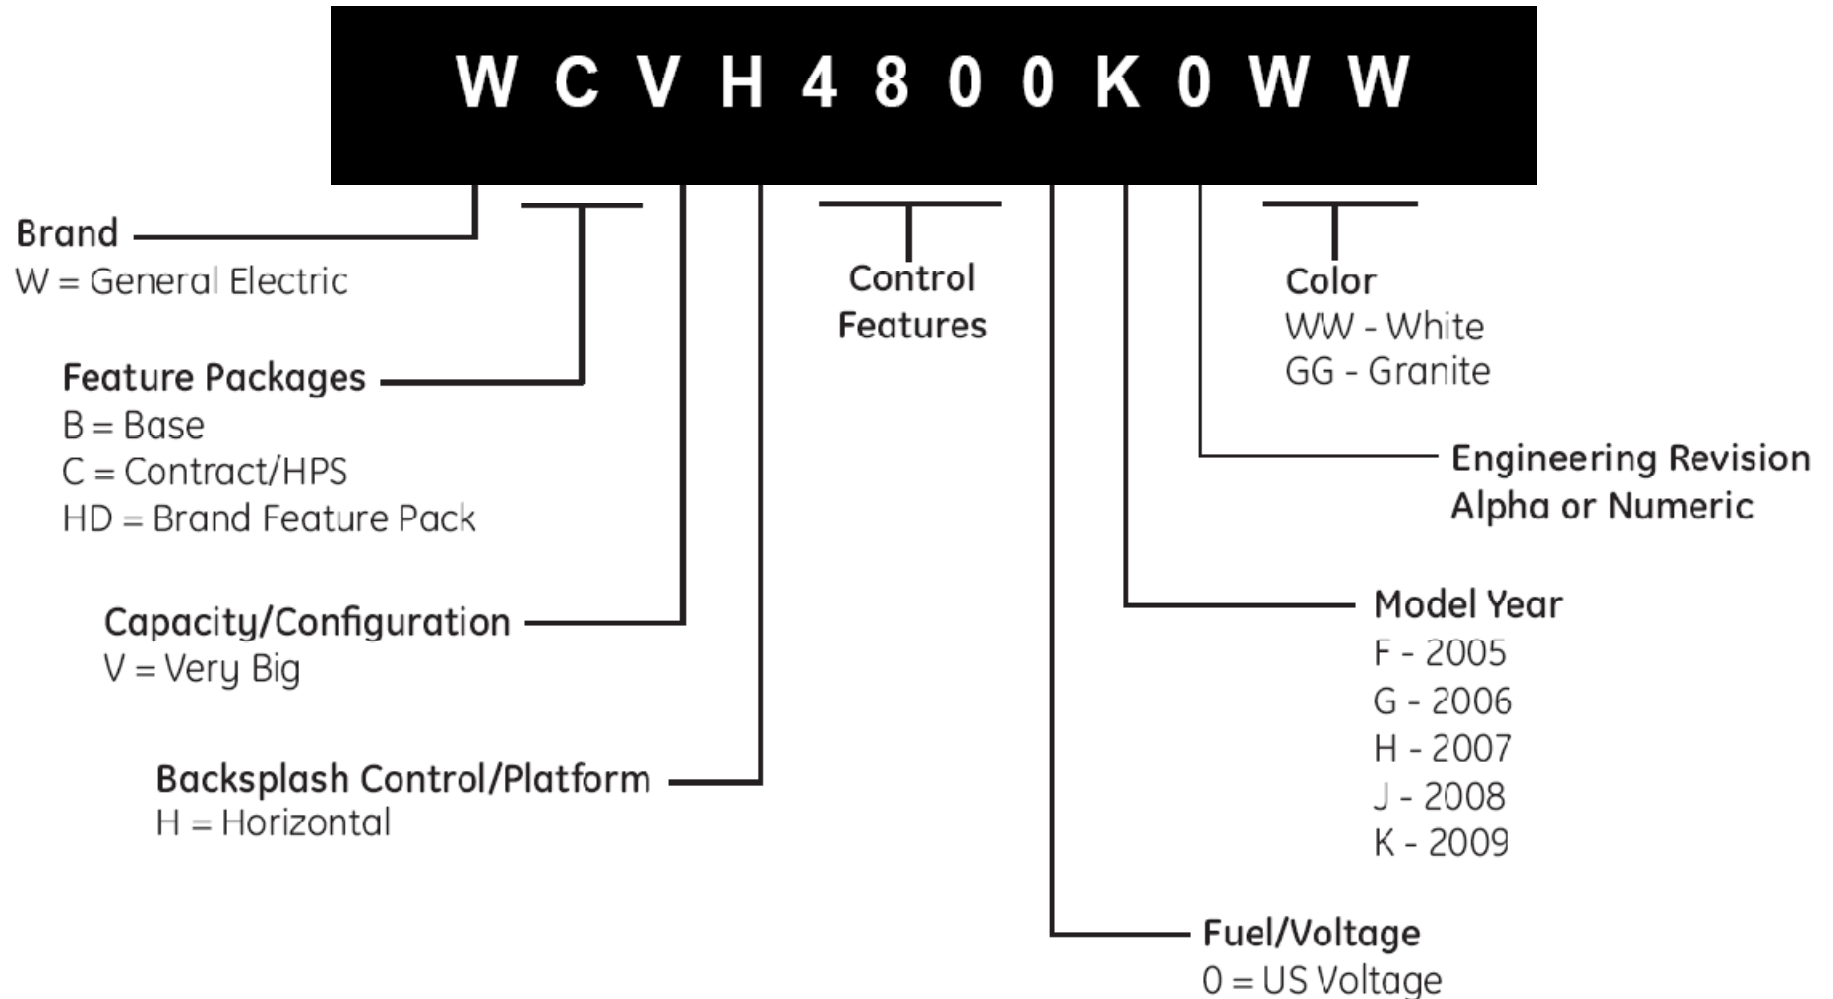 W C V H 4 8 0 0 K 0 W W
Brand
W = General Electric
Feature Packages
B = Base
C = Contract/HPS
HD = Brand Feature Pack
Capacity/Configuration
V = Very Big
Backsplash Control/Platform
H = Horizontal
Control
Features
Color
WW - White
GG - Granite
Engineering Revision
Alpha or Numeric
Model Year
F - 2005
G - 2006
H - 2007
J - 2008
K - 2009
Fuel/Voltage
0 = US Voltage